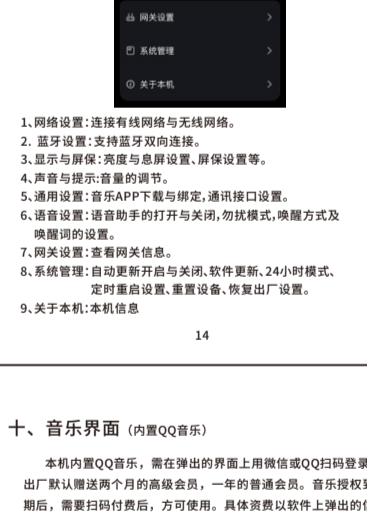 网关设置
系统管理
关于本机
1、网络设置：连接有线网络与无线网络。
2. 蓝牙设置：支持蓝牙双向连接。
3、显示与屏保：亮度与息屏设置、屏保设置等。
4、声音与提示:音量的调节。
5、通用设置：音乐APP下载与绑定,通讯接口设置。
6、语音设置：语音助手的打开与关闭,勿扰模式,唤醒方式及
唤醒词的设置。
7、网关设置：查看网关信息。
8、系统管理：自动更新开启与关闭、软件更新、24小时模式、
定时重启设置、重置设备、恢复出厂设置。
9、关于本机：本机信息
14
十、音乐界面（内置QQ音乐）
本机内置QQ音乐，需在弹出的界面上用微信或QQ扫码登录
出厂默认赠送两个月的高级会员，一年的普通会员。音乐授权到
期后，需要扫码付费后，方可使用。具体资费以软件上弹出的信